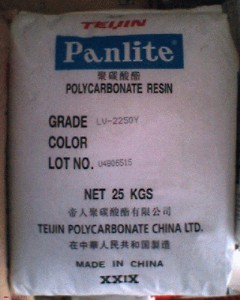 TEIJIN
Panlite
聚碳酸酯
POLYCARBONATE RESIN
GRADE LV-2250Y
COLOR
LOT NO. U4B06515
NET 25 KGS
帝人聚碳酸酯有限公司
TEIJIN POLYCARBONATE CHINA LTD.
在中華人民共和国製造
MADE IN CHINA
XXIX